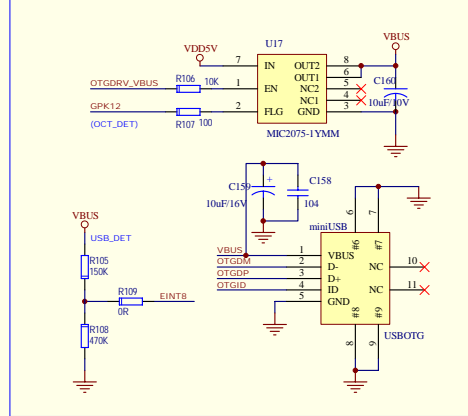 U17
VBUS
VDD5V
7 IN OUT2 8
OUT1 6
OTGDRV_VBUS R106 10K 1 EN NC2 5
NC1 4
GPK12 R107 100 2 FLG GND 3
(OCT_DET)
MIC2075-1YMM
C160
10uF/10V
C159 +
10uF/16V
C158
104
VBUS
USB_DET
R105
150K
R109
0R
EINT8
R108
470K
miniUSB
6 7
#6 #7
VBUS 1 VBUS
OTGDM 2 D- NC 10
OTGDP 3 D+
OTGID 4 ID NC 11
5 GND
#8 #9
8 9
USBOTG